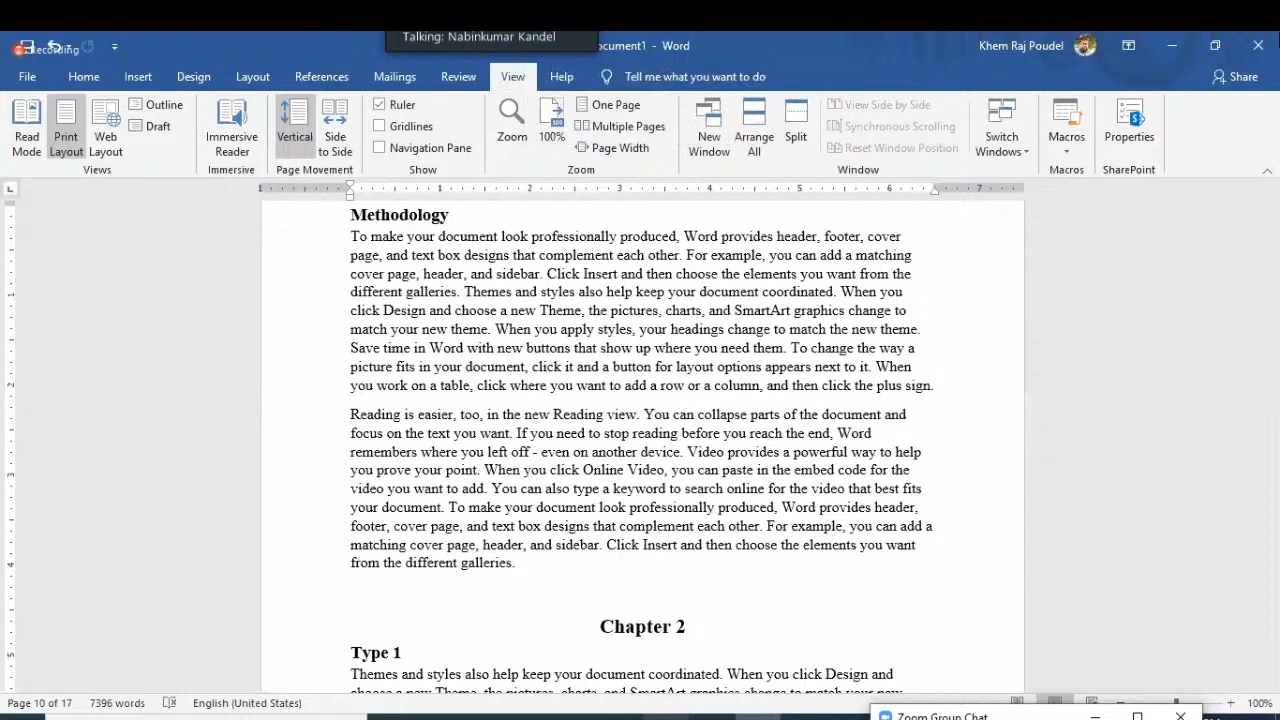 Talking: Nabinkumar Kandel
Recording
ocument1 - Word
Khem Raj Poudel
File Home Insert Design Layout References Mailings Review View Help Tell me what you want to do Share
Read Mode
Print Layout
Web Layout
Outline
Draft
Views
Immersive Reader
Immersive
Vertical
Side to Side
Page Movement
Ruler
Gridlines
Navigation Pane
Show
Zoom
100%
One Page
Multiple Pages
Page Width
Zoom
New Window
Arrange All
Split
View Side by Side
Synchronous Scrolling
Reset Window Position
Window
Switch Windows
Macros
Macros
Properties
SharePoint
1 1 2 3 4 5 6 7
Methodology
To make your document look professionally produced, Word provides header, footer, cover
page, and text box designs that complement each other. For example, you can add a matching
cover page, header, and sidebar. Click Insert and then choose the elements you want from the
different galleries. Themes and styles also help keep your document coordinated. When you
click Design and choose a new Theme, the pictures, charts, and SmartArt graphics change to
match your new theme. When you apply styles, your headings change to match the new theme.
Save time in Word with new buttons that show up where you need them. To change the way a
picture fits in your document, click it and a button for layout options appears next to it. When
you work on a table, click where you want to add a row or a column, and then click the plus sign.
Reading is easier, too, in the new Reading view. You can collapse parts of the document and
focus on the text you want. If you need to stop reading before you reach the end, Word
remembers where you left off - even on another device. Video provides a powerful way to help
you prove your point. When you click Online Video, you can paste in the embed code for the
video you want to add. You can also type a keyword to search online for the video that best fits
your document. To make your document look professionally produced, Word provides header,
footer, cover page, and text box designs that complement each other. For example, you can add a
matching cover page, header, and sidebar. Click Insert and then choose the elements you want
from the different galleries.
Chapter 2
Type 1
Themes and styles also help keep your document coordinated. When you click Design and
choose a new Theme, the pictures, charts, and SmartArt graphics change to match your new
Page 10 of 17 7396 words English (United States) 100%
Zoom Group Chat